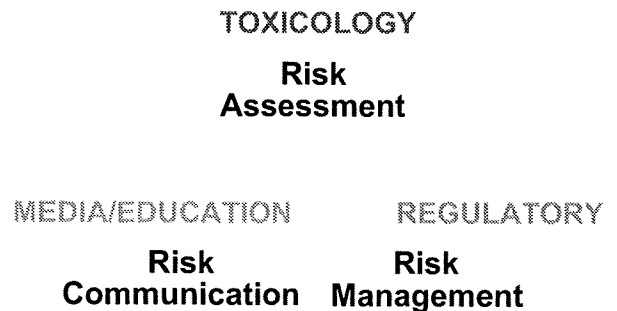 TOXICOLOGY
Risk
Assessment
MEDIA/EDUCATION
REGULATORY
Risk
Communication
Risk
Management